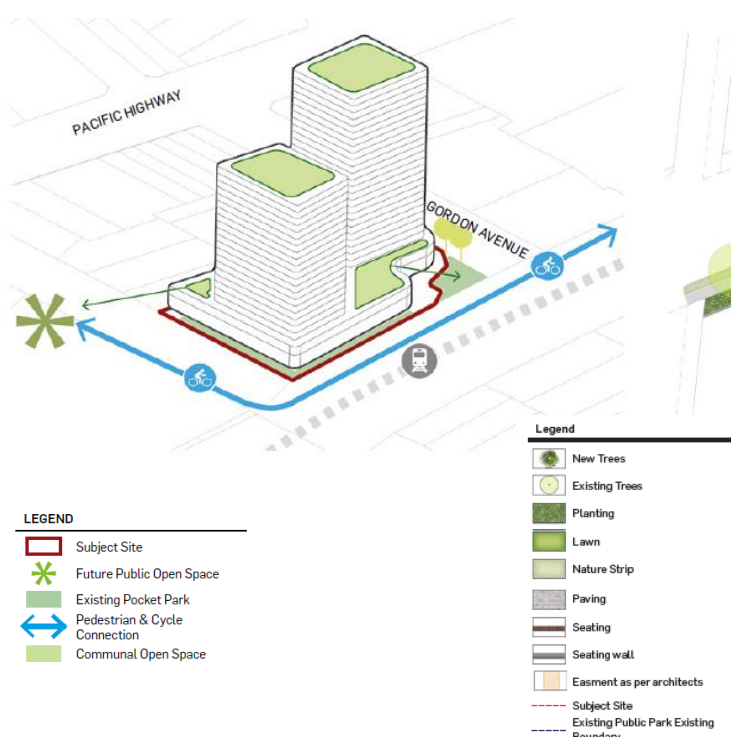 PACIFIC HIGHWAY
GORDON AVENUE
LEGEND
Subject Site
Future Public Open Space
Existing Pocket Park
Pedestrian & Cycle
Connection
Communal Open Space
Legend
New Trees
Existing Trees
Planting
Lawn
Nature Strip
Paving
Seating
Seating wall
Easment as per architects
Subject Site
Existing Public Park Existing
Boundary